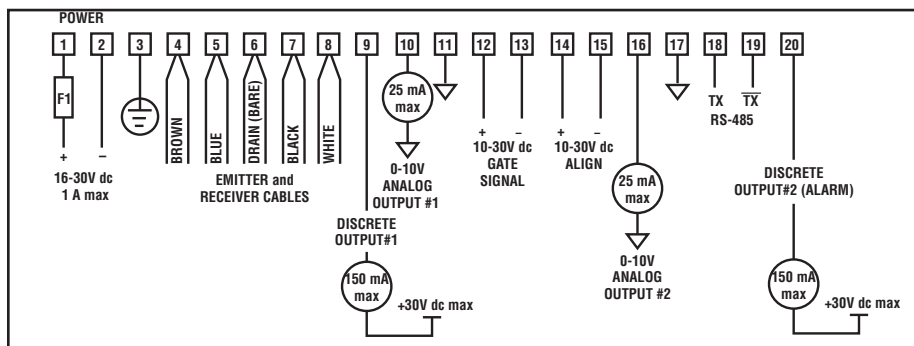 POWER
1 2 3 4 5 6 7 8 9 10 11 12 13 14 15 16 17 18 19 20
F1
+ –
16-30V dc
1 A max
BROWN
BLUE
DRAIN (BARE)
BLACK
WHITE
EMITTER and
RECEIVER CABLES
DISCRETE
OUTPUT#1
150 mA
max
+30V dc max
25 mA
max
0-10V
ANALOG
OUTPUT #1
+ –
10-30V dc
GATE
SIGNAL
+ –
10-30V dc
ALIGN
25 mA
max
0-10V
ANALOG
OUTPUT #2
TX T̅X̅
RS-485
DISCRETE
OUTPUT#2 (ALARM)
150 mA
max
+30V dc max